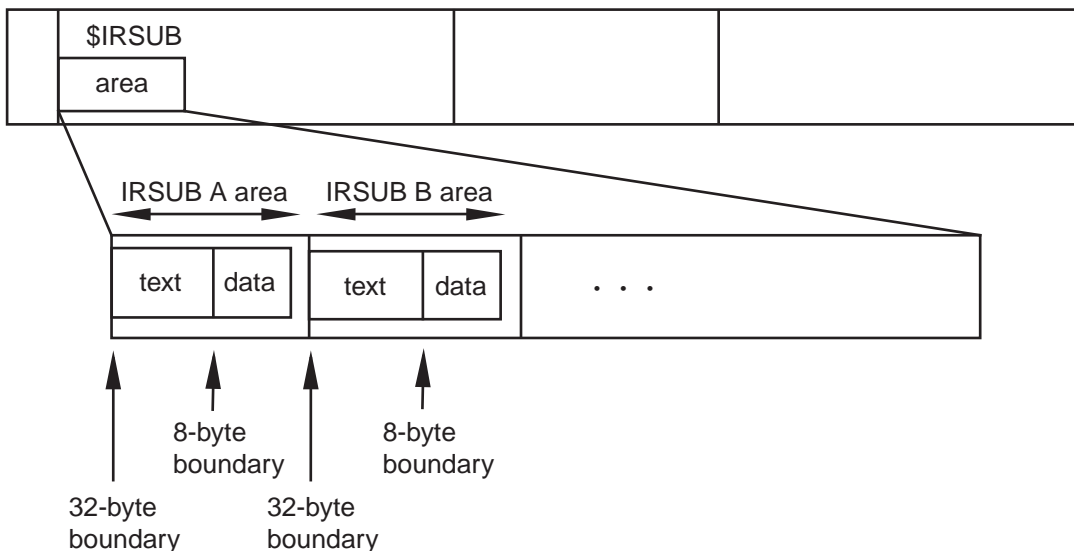 $IRSUB
area
IRSUB A area IRSUB B area
text data text data . . .
8-byte
boundary
8-byte
boundary
32-byte
boundary
32-byte
boundary